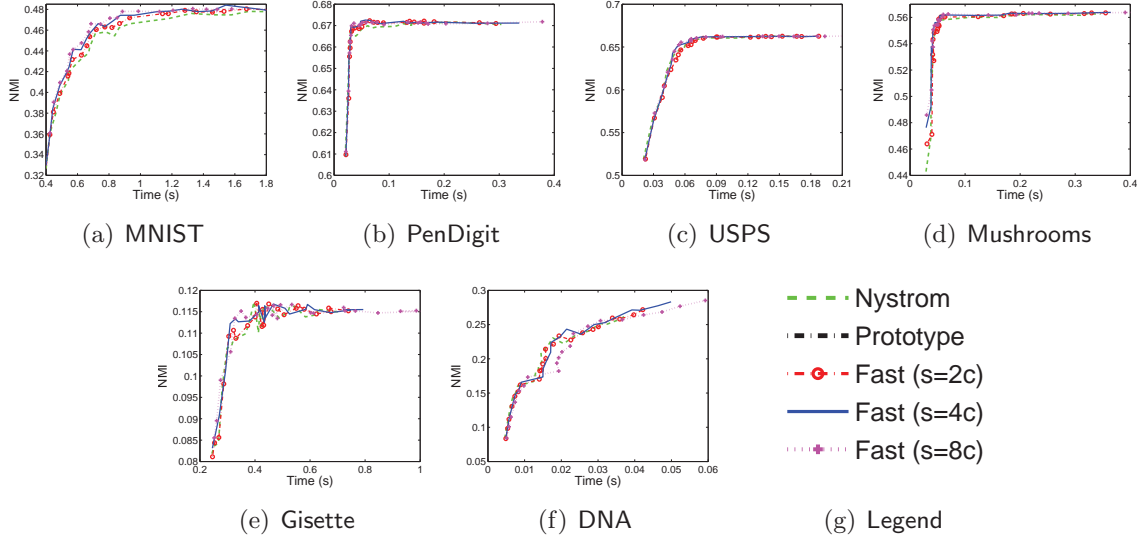 NMI
0.48
0.46
0.44
0.42
0.4
0.38
0.36
0.34
0.32
0.4 0.6 0.8 1 1.2 1.4 1.6 1.8
Time (s)
(a) MNIST
NMI
0.68
0.67
0.66
0.65
0.64
0.63
0.62
0.61
0.6
0 0.1 0.2 0.3 0.4
Time (s)
(b) PenDigit
NMI
0.7
0.65
0.6
0.55
0.5
0 0.03 0.06 0.09 0.12 0.15 0.18 0.21
Time (s)
(c) USPS
NMI
0.56
0.54
0.52
0.5
0.48
0.46
0.44
0 0.1 0.2 0.3 0.4
Time (s)
(d) Mushrooms
NMI
0.12
0.115
0.11
0.105
0.1
0.095
0.09
0.085
0.08
0.2 0.4 0.6 0.8 1
Time (s)
(e) Gisette
NMI
0.3
0.25
0.2
0.15
0.1
0.05
0 0.01 0.02 0.03 0.04 0.05 0.06
Time (s)
(f) DNA
Nystrom
Prototype
Fast (s=2c)
Fast (s=4c)
Fast (s=8c)
(g) Legend